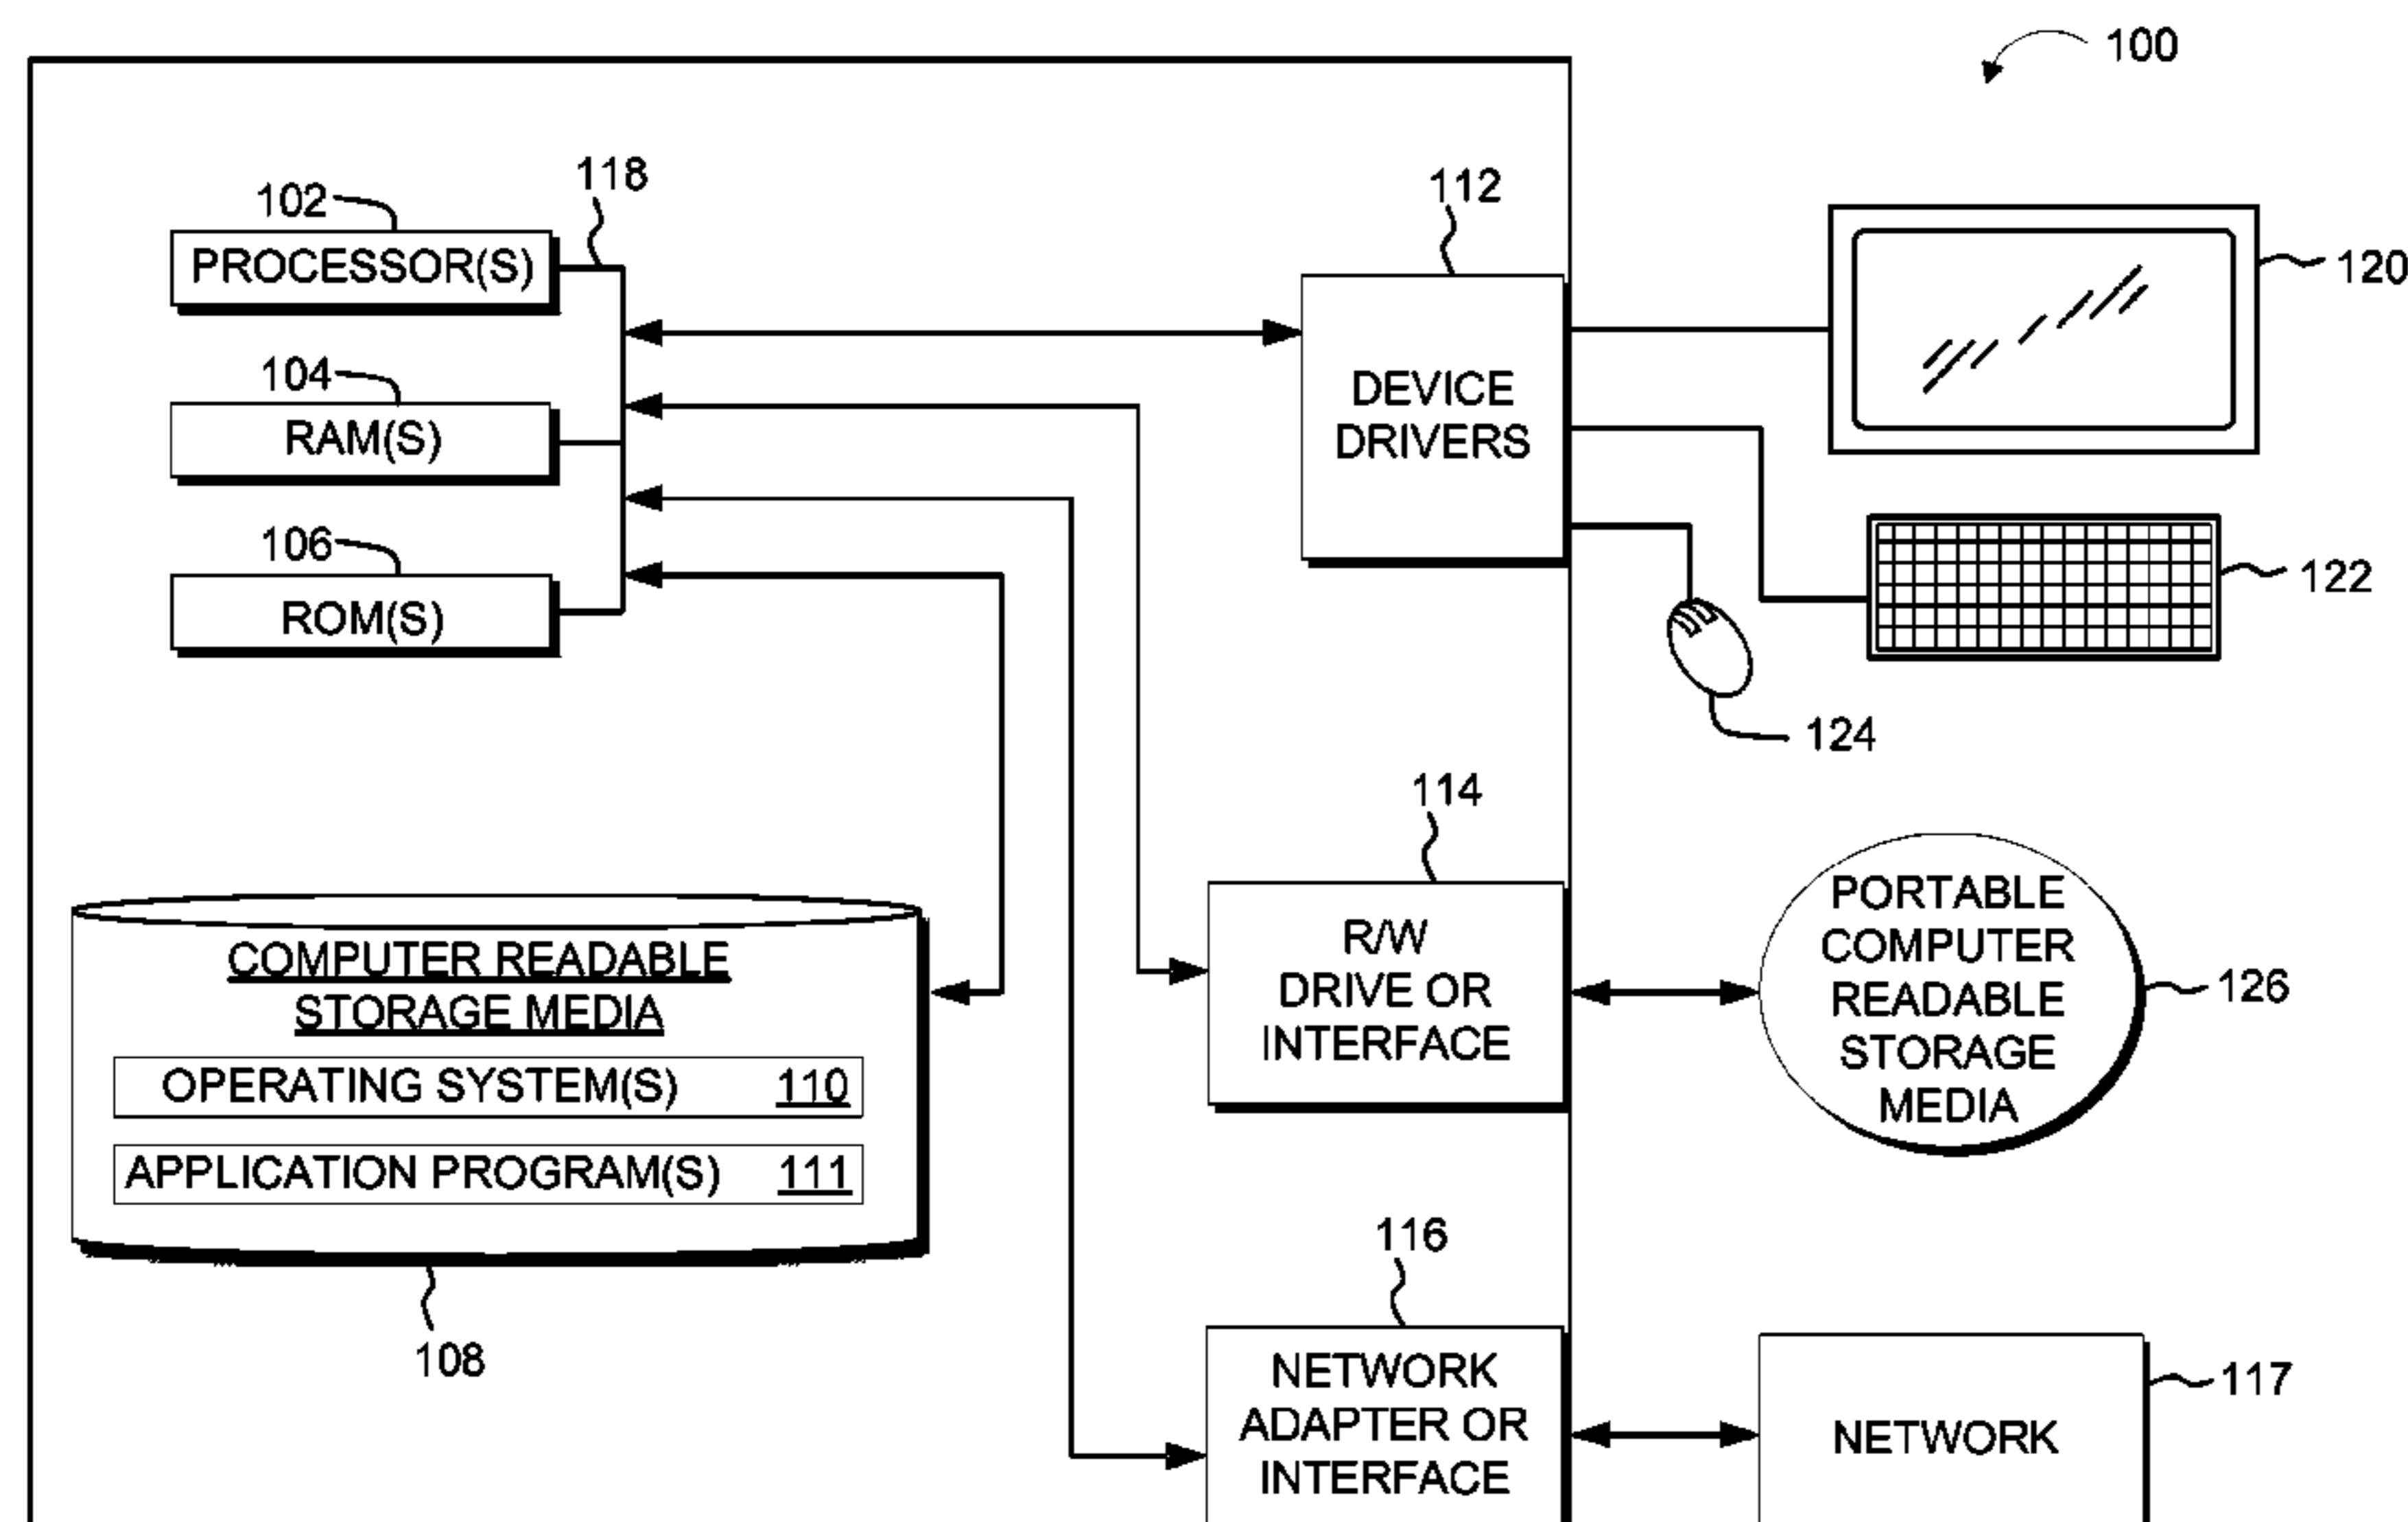 100
118
102
PROCESSOR(S)
112
120
104
RAM(S)
DEVICE
DRIVERS
106
ROM(S)
122
124
114
COMPUTER READABLE
STORAGE MEDIA
OPERATING SYSTEM(S) 110
APPLICATION PROGRAM(S) 111
108
R/W
DRIVE OR
INTERFACE
PORTABLE
COMPUTER
READABLE
STORAGE
MEDIA
126
116
NETWORK
ADAPTER OR
INTERFACE
NETWORK
117